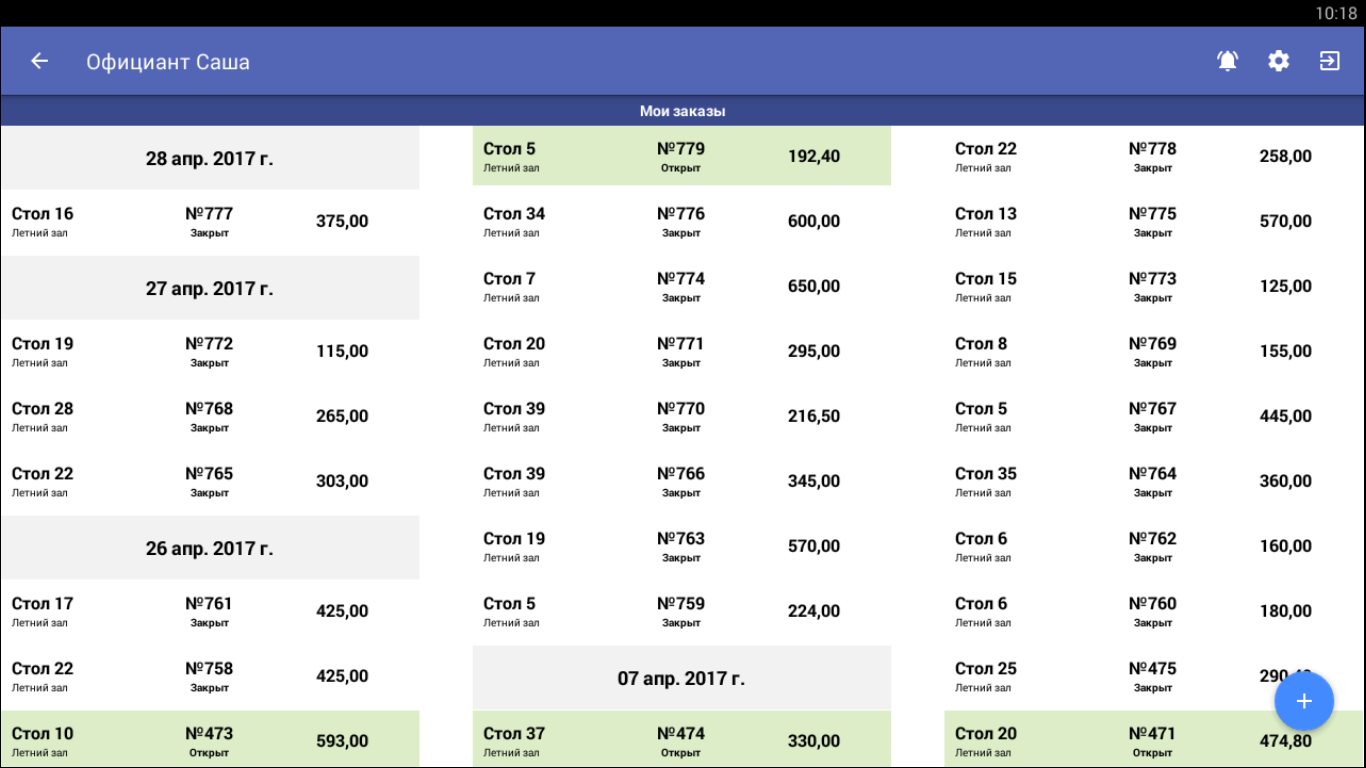 10:18
Официант Саша
Мои заказы
28 апр. 2017 г.
Стол 5 №779 192,40
Летний зал Открыт
Стол 22 №778 258,00
Летний зал Закрыт
Стол 16 №777 375,00
Летний зал Закрыт
Стол 34 №776 600,00
Летний зал Закрыт
Стол 13 №775 570,00
Летний зал Закрыт
27 апр. 2017 г.
Стол 7 №774 650,00
Летний зал Закрыт
Стол 15 №773 125,00
Летний зал Закрыт
Стол 19 №772 115,00
Летний зал Закрыт
Стол 20 №771 295,00
Летний зал Закрыт
Стол 8 №769 155,00
Летний зал Закрыт
Стол 28 №768 265,00
Летний зал Закрыт
Стол 39 №770 216,50
Летний зал Закрыт
Стол 5 №767 445,00
Летний зал Закрыт
Стол 22 №765 303,00
Летний зал Закрыт
Стол 39 №766 345,00
Летний зал Закрыт
Стол 35 №764 360,00
Летний зал Закрыт
26 апр. 2017 г.
Стол 19 №763 570,00
Летний зал Закрыт
Стол 6 №762 160,00
Летний зал Закрыт
Стол 17 №761 425,00
Летний зал Закрыт
Стол 5 №759 224,00
Летний зал Закрыт
Стол 6 №760 180,00
Летний зал Закрыт
Стол 22 №758 425,00
Летний зал Закрыт
07 апр. 2017 г.
Стол 25 №475
Летний зал Закрыт
Стол 10 №473 593,00
Летний зал Открыт
Стол 37 №474 330,00
Летний зал Открыт
Стол 20 №471 474,80
Летний зал Открыт